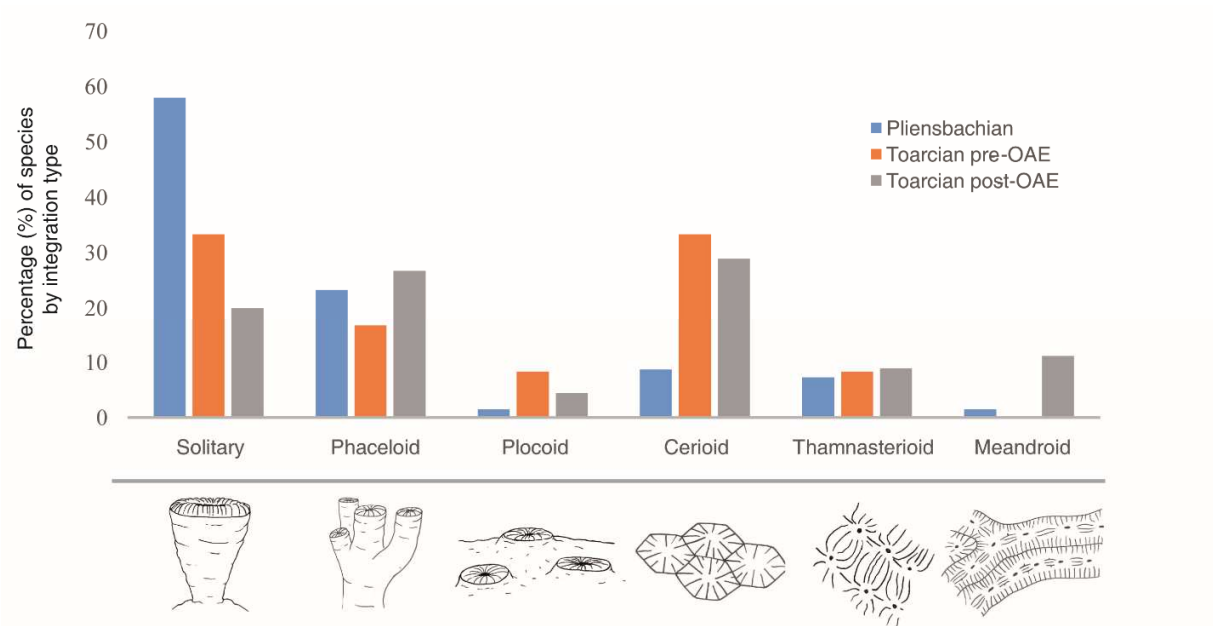 70
60
50
40
30
20
10
0
Percentage (%) of species
by integration type
Pliensbachian
Toarcian pre-OAE
Toarcian post-OAE
Solitary Phaceloid Plocoid Cerioid Thamnasterioid Meandroid